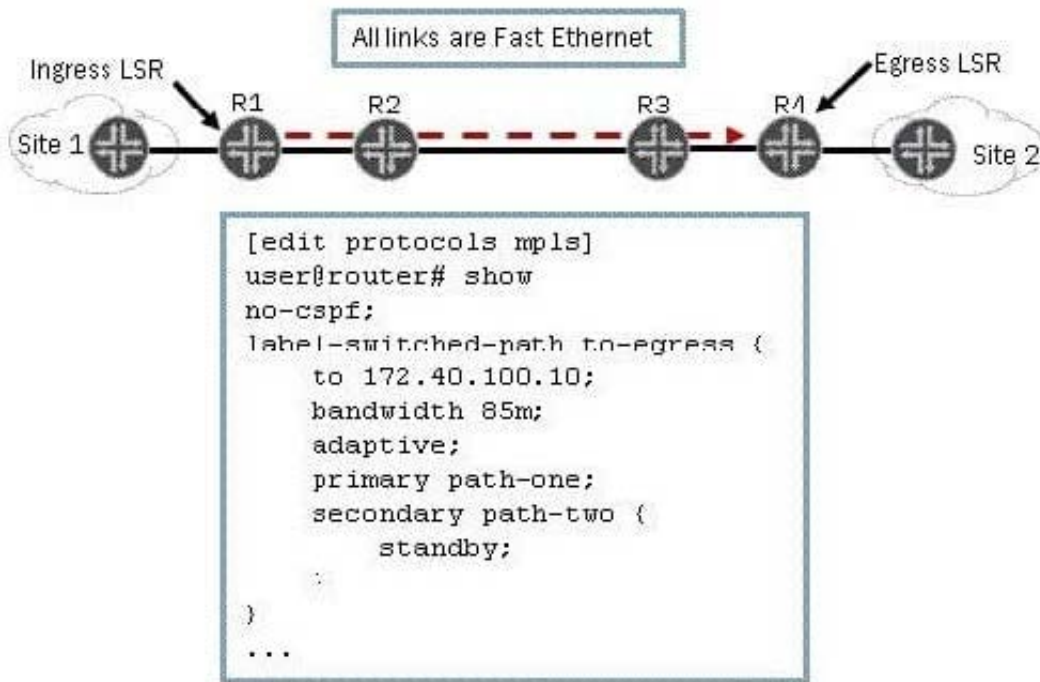 All links are Fast Ethernet
Ingress LSR
Egress LSR
R1
R2
R3
R4
Site 1
Site 2
[edit protocols mpls]
user@router# show
no-cspf;
label-switched-path to-egress {
to 172.40.100.10;
bandwidth 85m;
adaptive;
primary path-one;
secondary path-two {
standby;
}
...